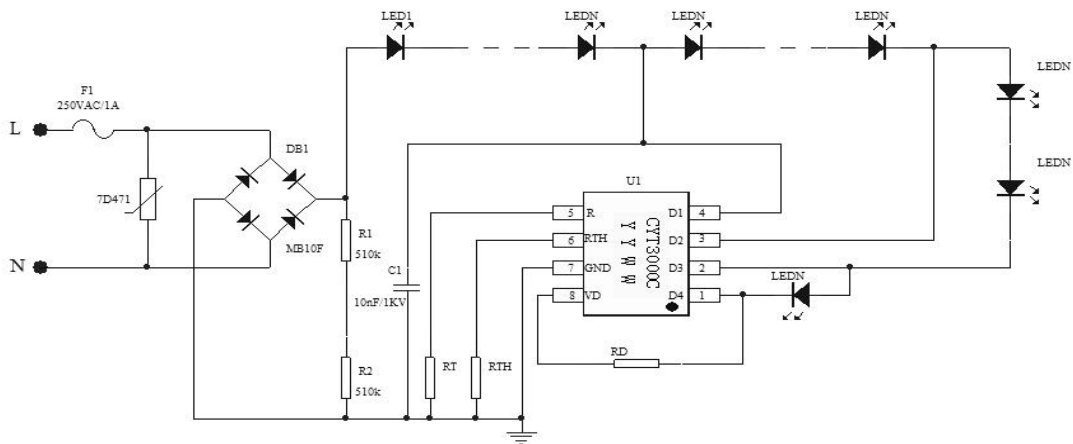 LED1
LEDN
LEDN
LEDN
LEDN
F1
250VAC/1A
L
DB1
LEDN
7D471
U1
5 R
D1 4
6 RTH
D2 3
7 GND
D3 2
8 VD
D4 1
CYT3000C
YYWW
R1
510k
MB10F
N
C1
10nF/1KV
LEDN
RD
R2
510k
RT
RTH